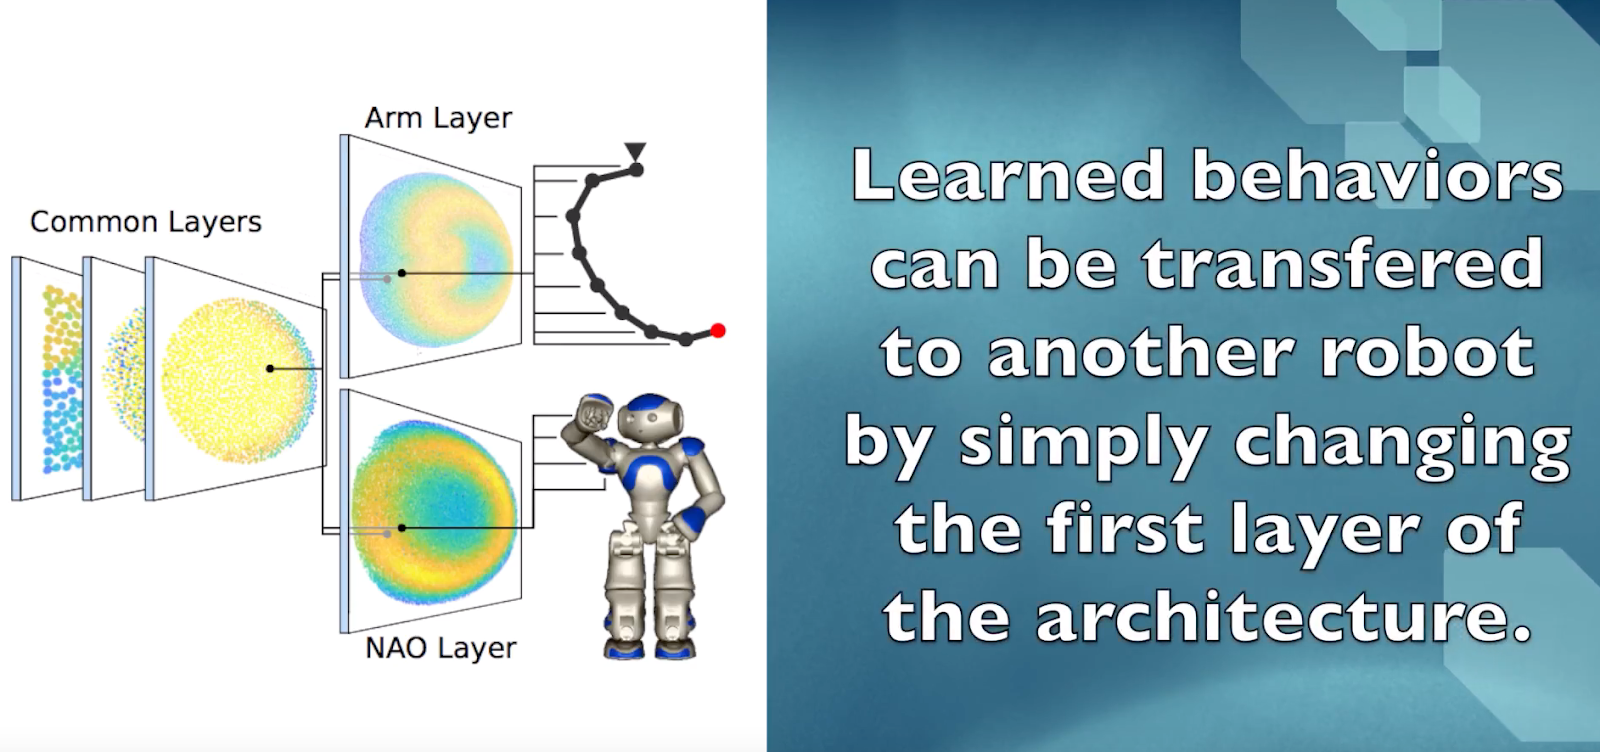 Arm Layer
Common Layers
NAO Layer
Learned behaviors
can be transfered
to another robot
by simply changing
the first layer of
the architecture.